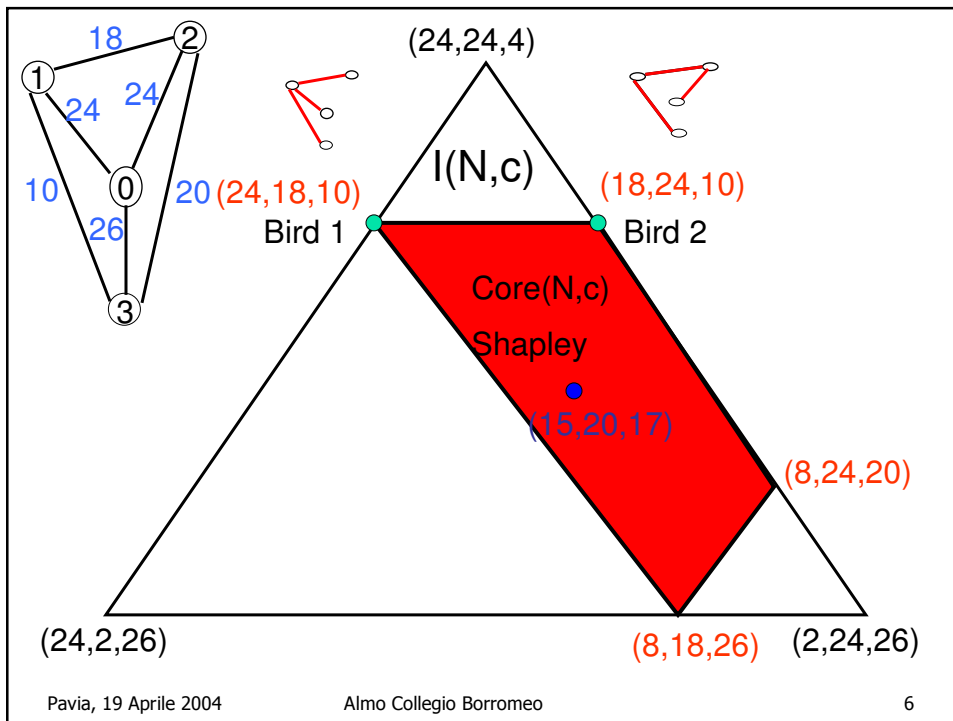 18
2
(24,24,4)
1
24
24
I(N,c)
0
10
20
(24,18,10)
(18,24,10)
26
Bird 1
Bird 2
3
Core(N,c)
Shapley
(15,20,17)
(8,24,20)
(24,2,26)
(8,18,26)
(2,24,26)
Pavia, 19 Aprile 2004
Almo Collegio Borromeo
6